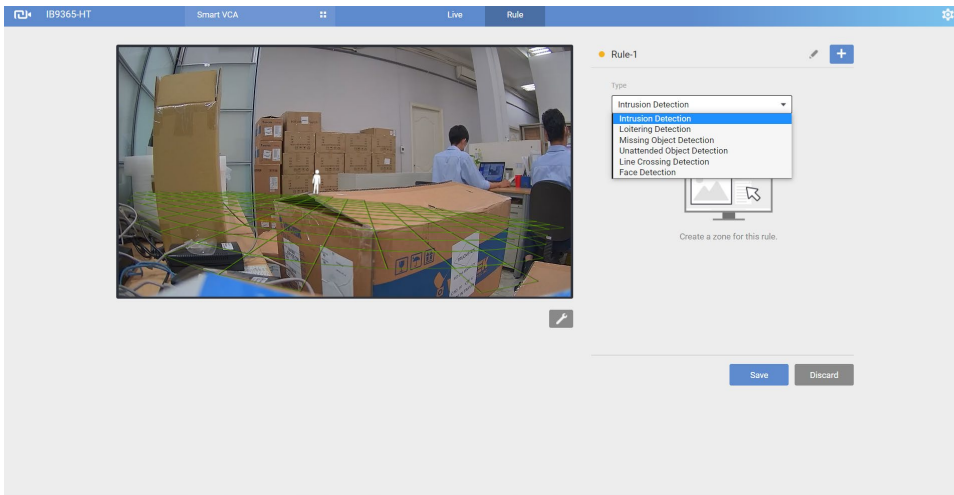 IB9365-HT
Smart VCA
Live
Rule
Rule-1
+
Type
Intrusion Detection
Intrusion Detection
Loitering Detection
Missing Object Detection
Unattended Object Detection
Line Crossing Detection
Face Detection
Create a zone for this rule.
Save
Discard